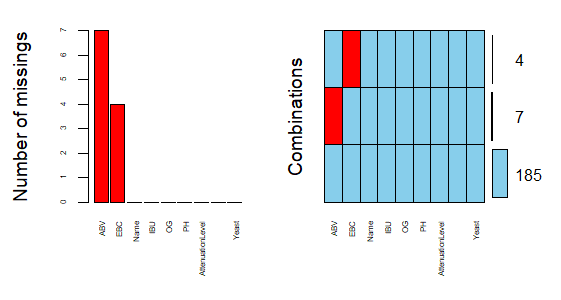 Number of missings
7
6
5
4
3
2
1
0
ABV
EBC
Name
IBU
OG
PH
AttenuationLevel
Yeast
Combinations
4
7
185
ABV
EBC
Name
IBU
OG
PH
AttenuationLevel
Yeast